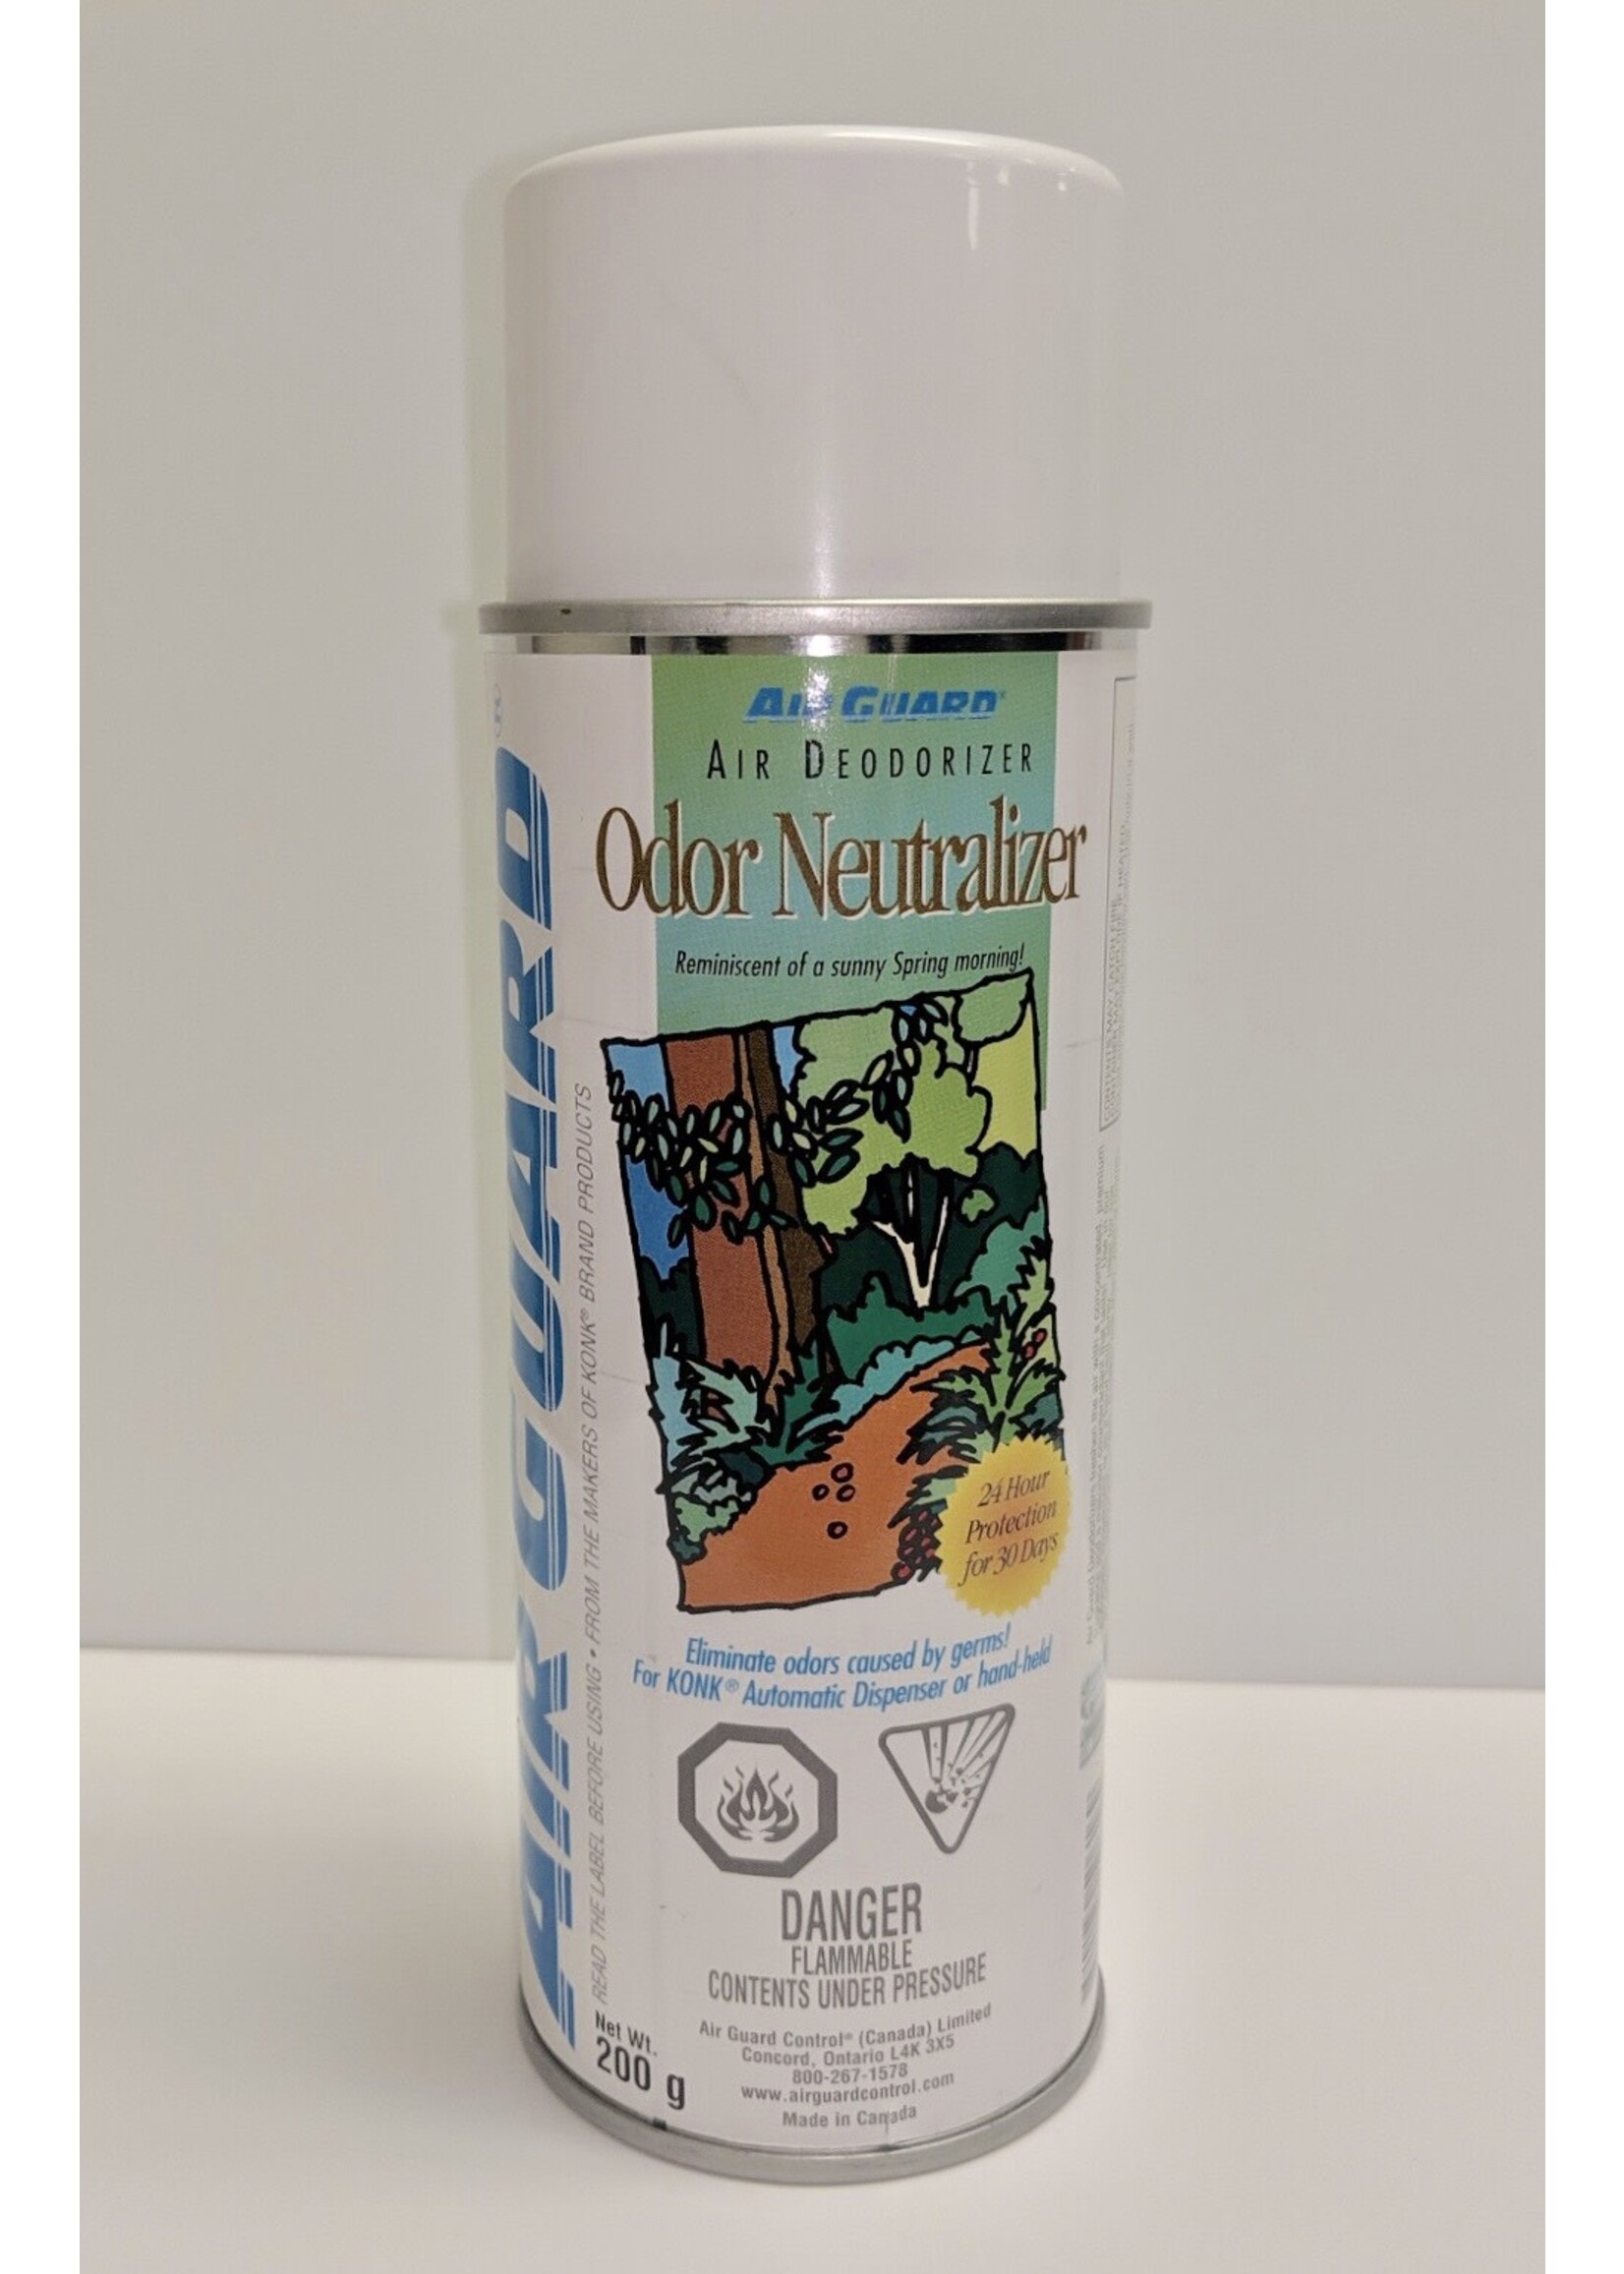 AIR GUARD
AIR DEODORIZER
Odor Neutralizer
Reminiscent of a sunny Spring morning!
24 Hour
Protection
for 30 Days
Eliminate odors caused by germs!
For KONK® Automatic Dispenser or hand-held
DANGER
FLAMMABLE
CONTENTS UNDER PRESSURE
Air Guard Control® (Canada) Limited
Concord, Ontario L4K 3X5
800-267-1578
www.airguardcontrol.com
Made in Canada
Net Wt.
200 g
AIR GUARD®
READ THE LABEL BEFORE USING • FROM THE MAKERS OF KONK® BRAND PRODUCTS